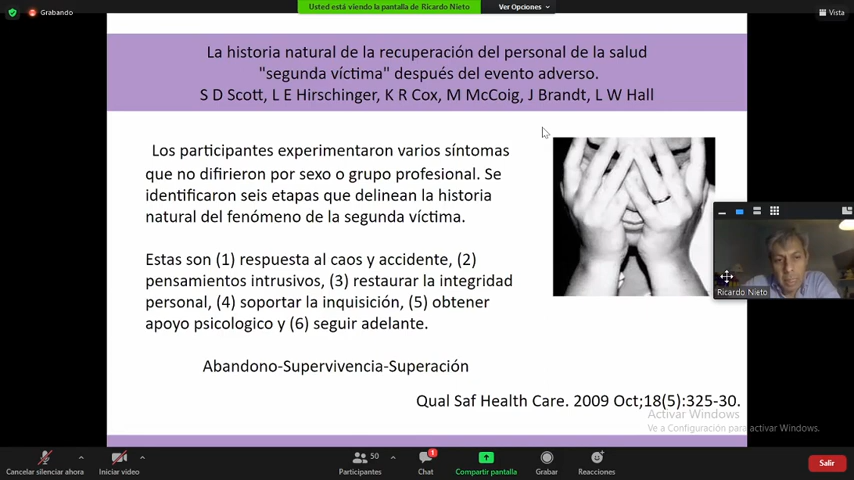 Grabando
Usted está viendo la pantalla de Ricardo Nieto
Ver Opciones
Vista
La historia natural de la recuperación del personal de la salud
"segunda víctima" después del evento adverso.
S D Scott, L E Hirschinger, K R Cox, M McCoig, J Brandt, L W Hall
Los participantes experimentaron varios síntomas
que no difirieron por sexo o grupo profesional. Se
identificaron seis etapas que delinean la historia
natural del fenómeno de la segunda víctima.
Estas son (1) respuesta al caos y accidente, (2)
pensamientos intrusivos, (3) restaurar la integridad
personal, (4) soportar la inquisición, (5) obtener
apoyo psicologico y (6) seguir adelante.
Abandono-Supervivencia-Superación
Qual Saf Health Care. 2009 Oct;18(5):325-30.
Ricardo Nieto
Activar Windows
Ve a Configuración para activar Windows.
Cancelar silenciar ahora
Iniciar video
50
Participantes
1
Chat
Compartir pantalla
Grabar
Reacciones
Salir